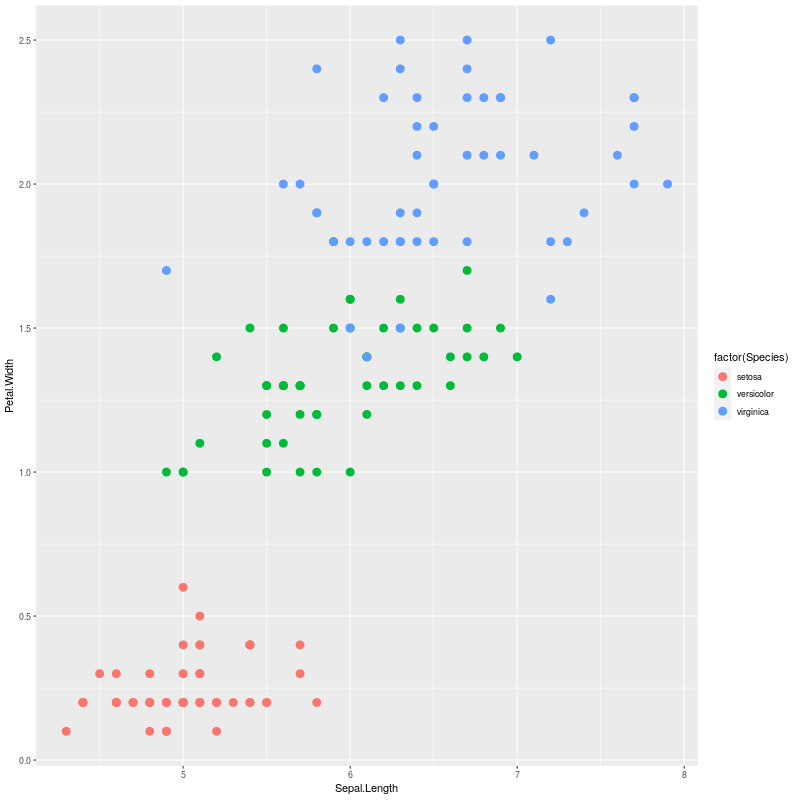 2.5
2.0
1.5
1.0
0.5
0.0
Petal.Width
5
6
7
8
Sepal.Length
factor(Species)
setosa
versicolor
virginica